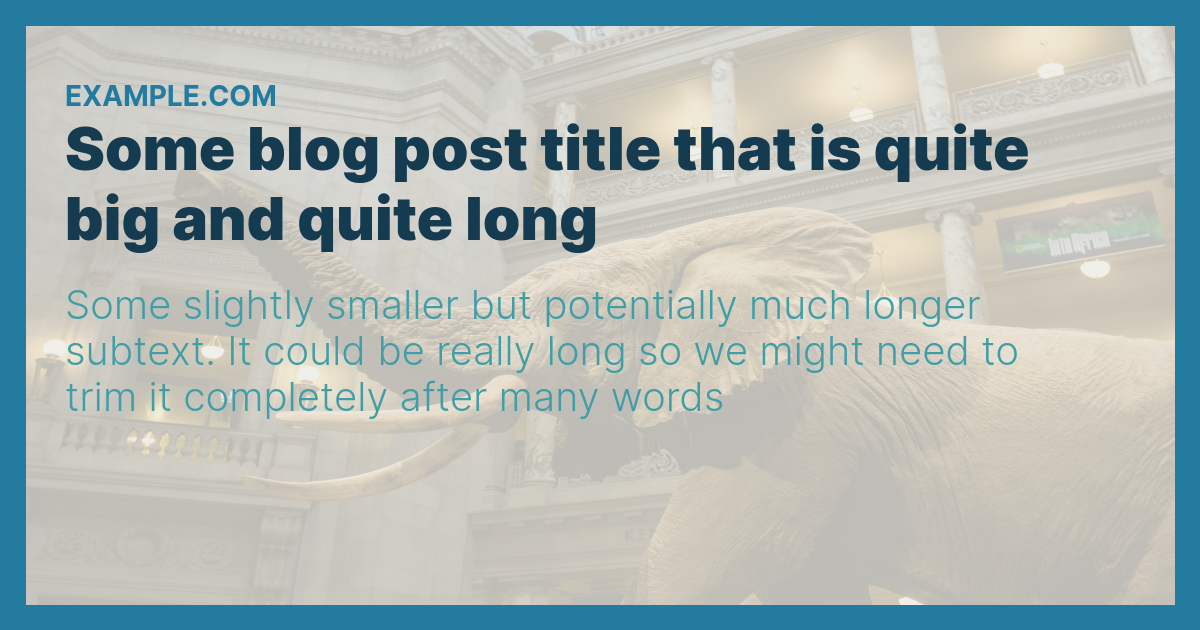 EXAMPLE.COM
Some blog post title that is quite
big and quite long
Some slightly smaller but potentially much longer
subtext. It could be really long so we might need to
trim it completely after many words
INTO AFRICA